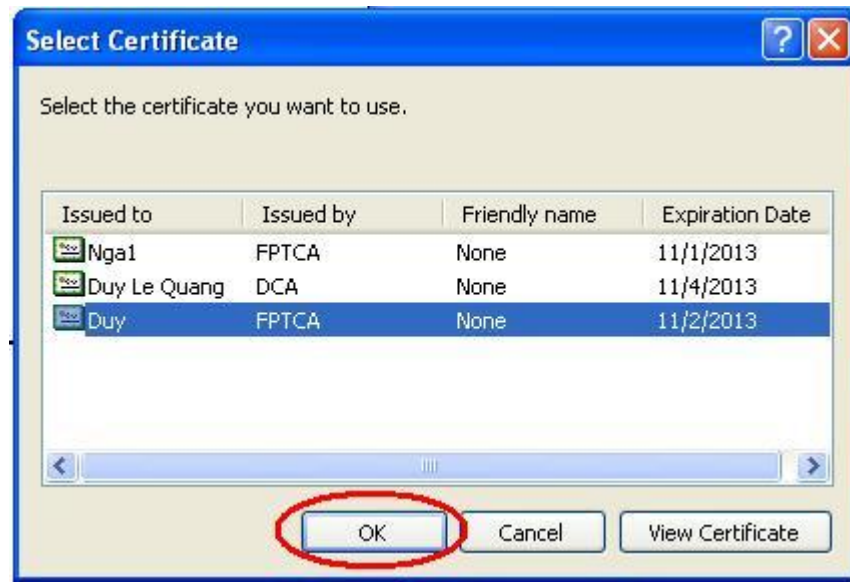 Select Certificate
Select the certificate you want to use.
Issued to Issued by Friendly name Expiration Date
Nga1 FPTCA None 11/1/2013
Duy Le Quang DCA None 11/4/2013
Duy FPTCA None 11/2/2013
OK Cancel View Certificate